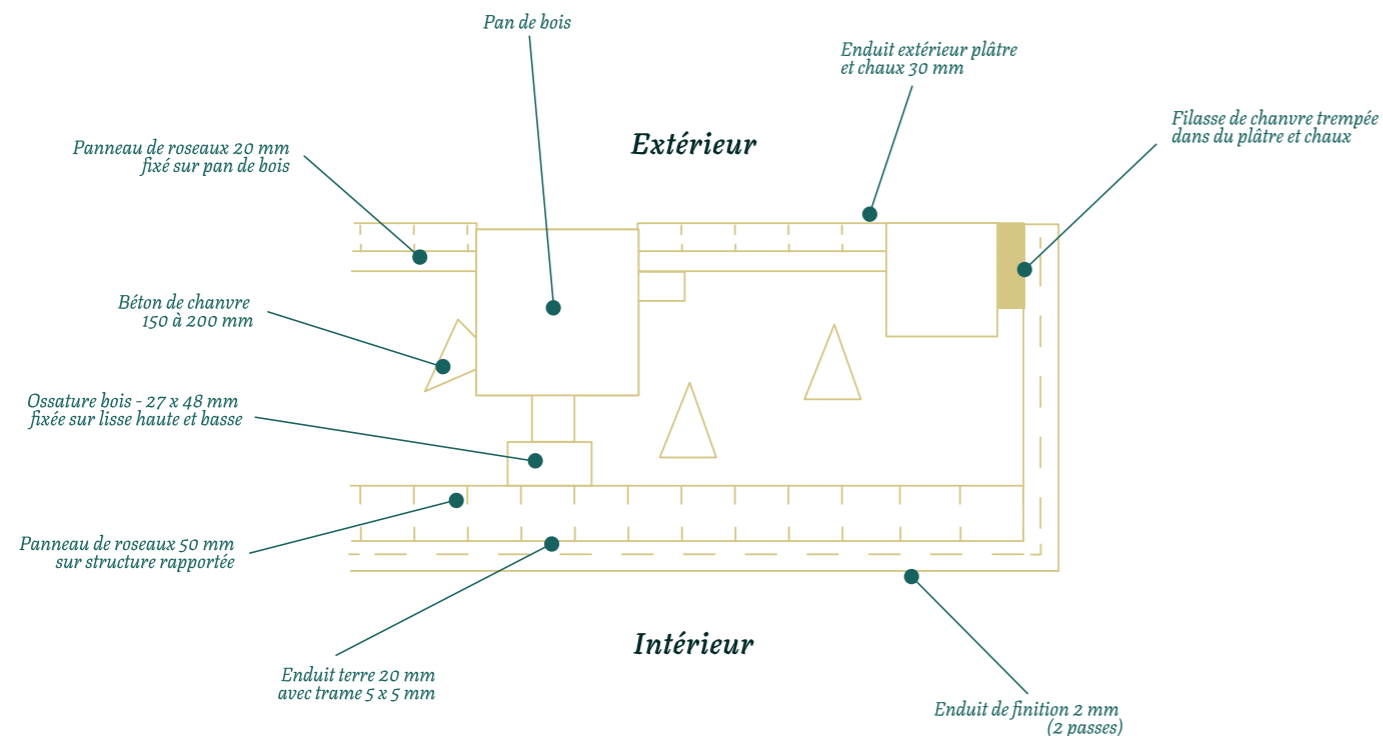 Pan de bois
Enduit extérieur plâtre
et chaux 30 mm
Filasse de chanvre trempée
dans du plâtre et chaux
Extérieur
Panneau de roseaux 20 mm
fixé sur pan de bois
Béton de chanvre
150 à 200 mm
Ossature bois - 27 x 48 mm
fixée sur lisse haute et basse
Panneau de roseaux 50 mm
sur structure rapportée
Intérieur
Enduit terre 20 mm
avec trame 5 x 5 mm
Enduit de finition 2 mm
(2 passes)